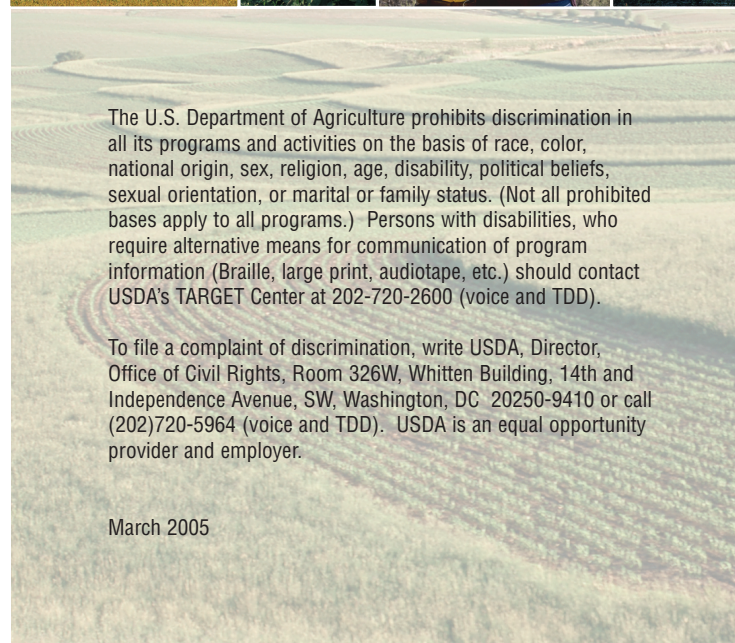 The U.S. Department of Agriculture prohibits discrimination in
all its programs and activities on the basis of race, color,
national origin, sex, religion, age, disability, political beliefs,
sexual orientation, or marital or family status. (Not all prohibited
bases apply to all programs.)  Persons with disabilities, who
require alternative means for communication of program
information (Braille, large print, audiotape, etc.) should contact
USDA's TARGET Center at 202-720-2600 (voice and TDD).

To file a complaint of discrimination, write USDA, Director,
Office of Civil Rights, Room 326W, Whitten Building, 14th and
Independence Avenue, SW, Washington, DC  20250-9410 or call
(202)720-5964 (voice and TDD).  USDA is an equal opportunity
provider and employer.

March 2005